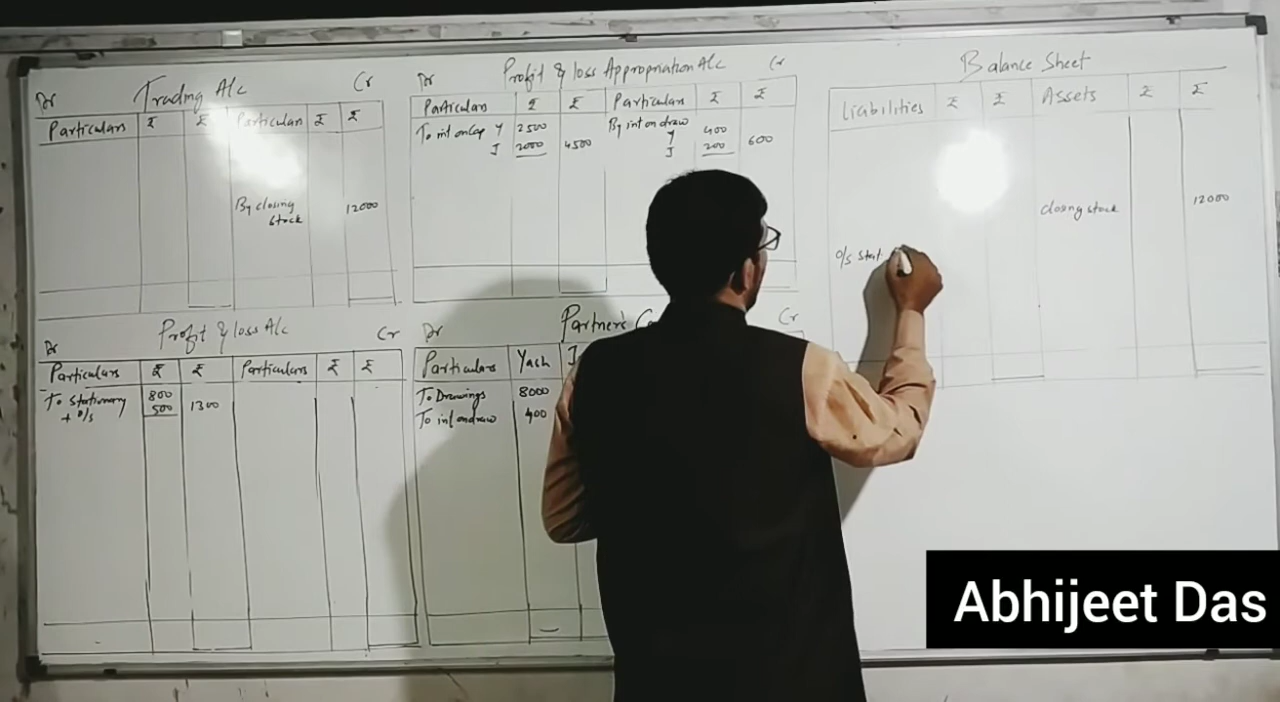 Dr Trading A/c Cr
Particulars ₹ ₹ Particulars ₹ ₹
By closing 12000
stock
Dr Profit & loss Appropriation A/c Cr
Particulars ₹ ₹ Particulars ₹ ₹
To int on Cap Y 2500 By int on draw
Y 400
J 2000 4500 J 200 600
Balance Sheet
Liabilities ₹ ₹ Assets ₹ ₹
closing stock 12000
O/s Stat
Dr Profit & loss A/c Cr
Particulars ₹ ₹ Particulars ₹ ₹
To Stationary 800
+ O/s 500 1300
Dr Partner's Cr
Particulars Yash
To Drawings 8000
To int on draw 400
Abhijeet Das